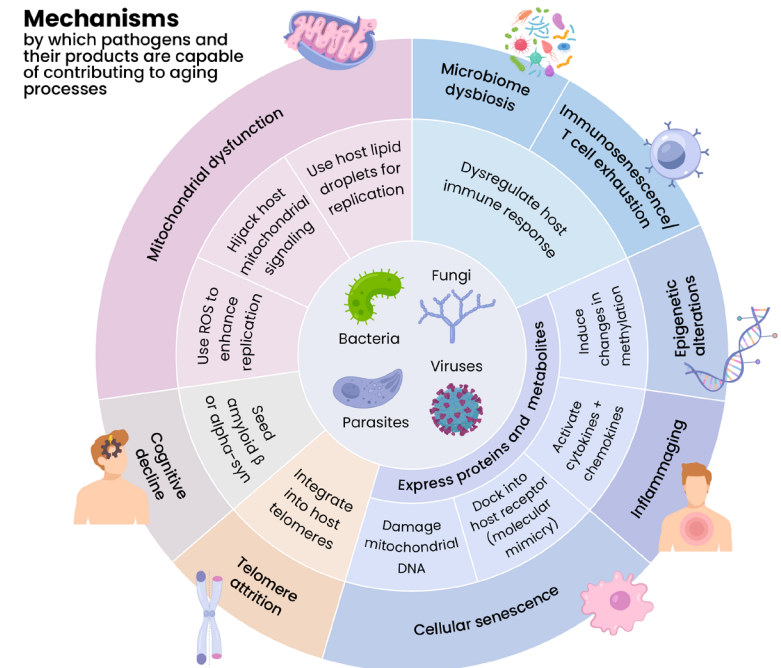 Mechanisms
by which pathogens and
their products are capable
of contributing to aging
processes
Microbiome
dysbiosis
Immunosenescence/
T cell exhaustion
Epigenetic
alterations
Inflammaging
Cellular senescence
Telomere
attrition
Cognitive
decline
Mitochondrial dysfunction
Use host lipid
droplets for
replication
Dysregulate host
immune response
Induce
changes in
methylation
Activate
cytokines +
chemokines
Dock into
host receptor
(molecular
mimicry)
Damage
mitochondrial
DNA
Integrate
into host
telomeres
Seed
amyloid β
or alpha-syn
Use ROS to
enhance
replication
Hijack host
mitochondrial
signaling
Express proteins and metabolites
Fungi
Bacteria
Viruses
Parasites